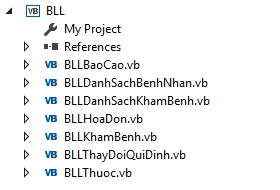 VB BLL
My Project
References
VB BLLBaoCao.vb
VB BLLDanhSachBenhNhan.vb
VB BLLDanhSachKhamBenh.vb
VB BLLHoaDon.vb
VB BLLKhamBenh.vb
VB BLLThayDoiQuiDinh.vb
VB BLLThuoc.vb